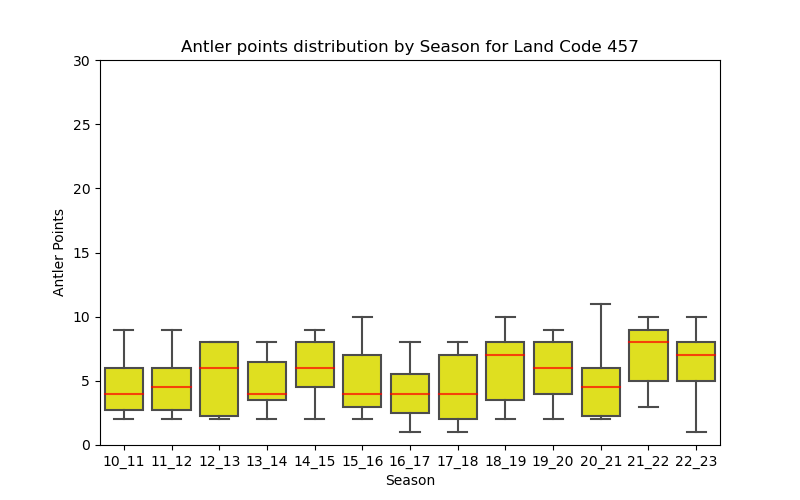 Antler points distribution by Season for Land Code 457
30
25
20
15
10
5
0
Antler Points
10_11 11_12 12_13 13_14 14_15 15_16 16_17 17_18 18_19 19_20 20_21 21_22 22_23
Season